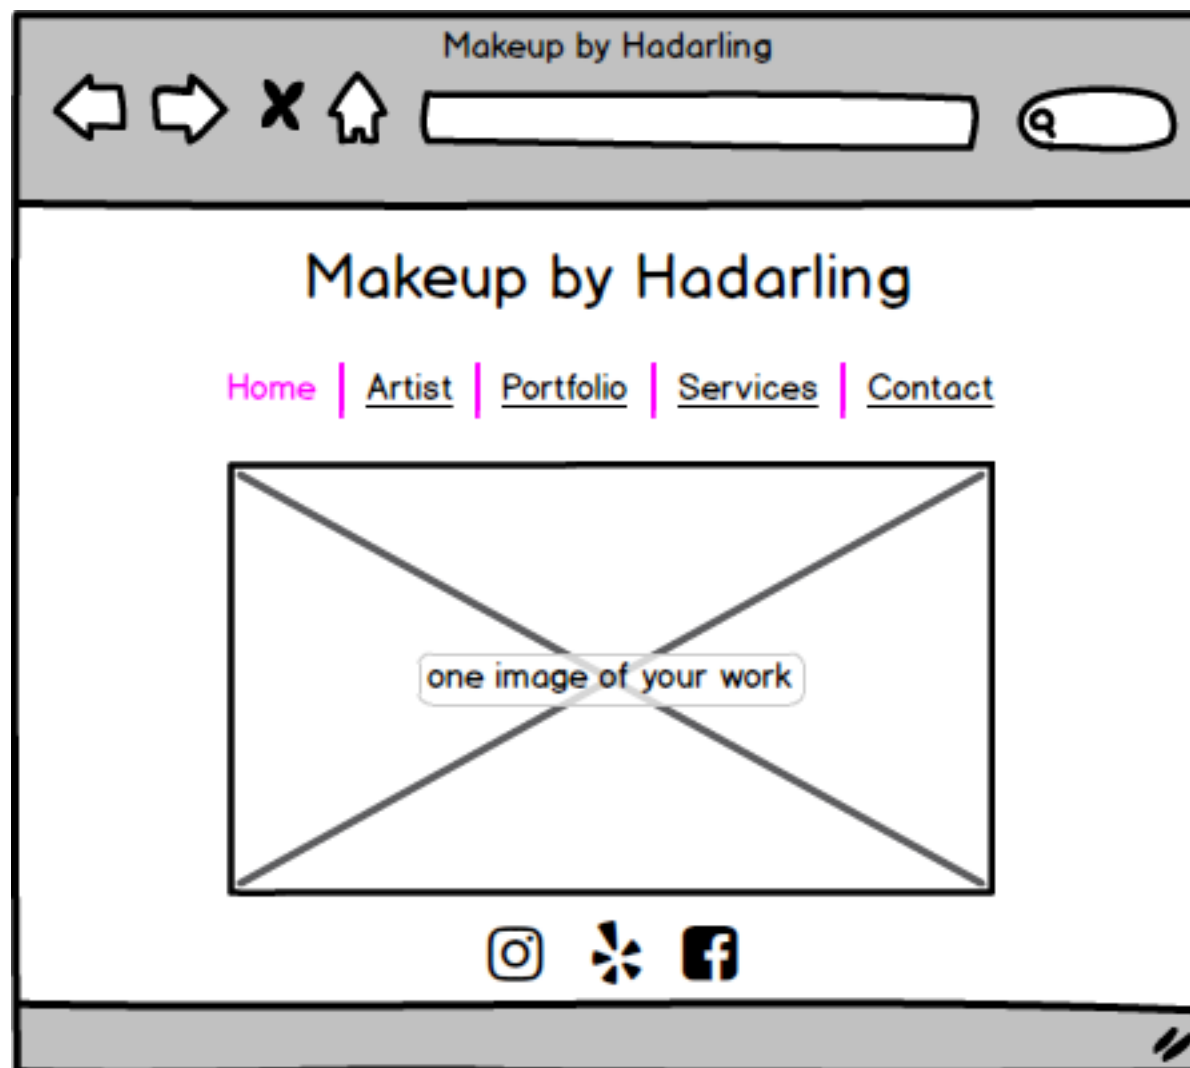 Makeup by Hadarling
Makeup by Hadarling
Home Artist Portfolio Services Contact
one image of your work